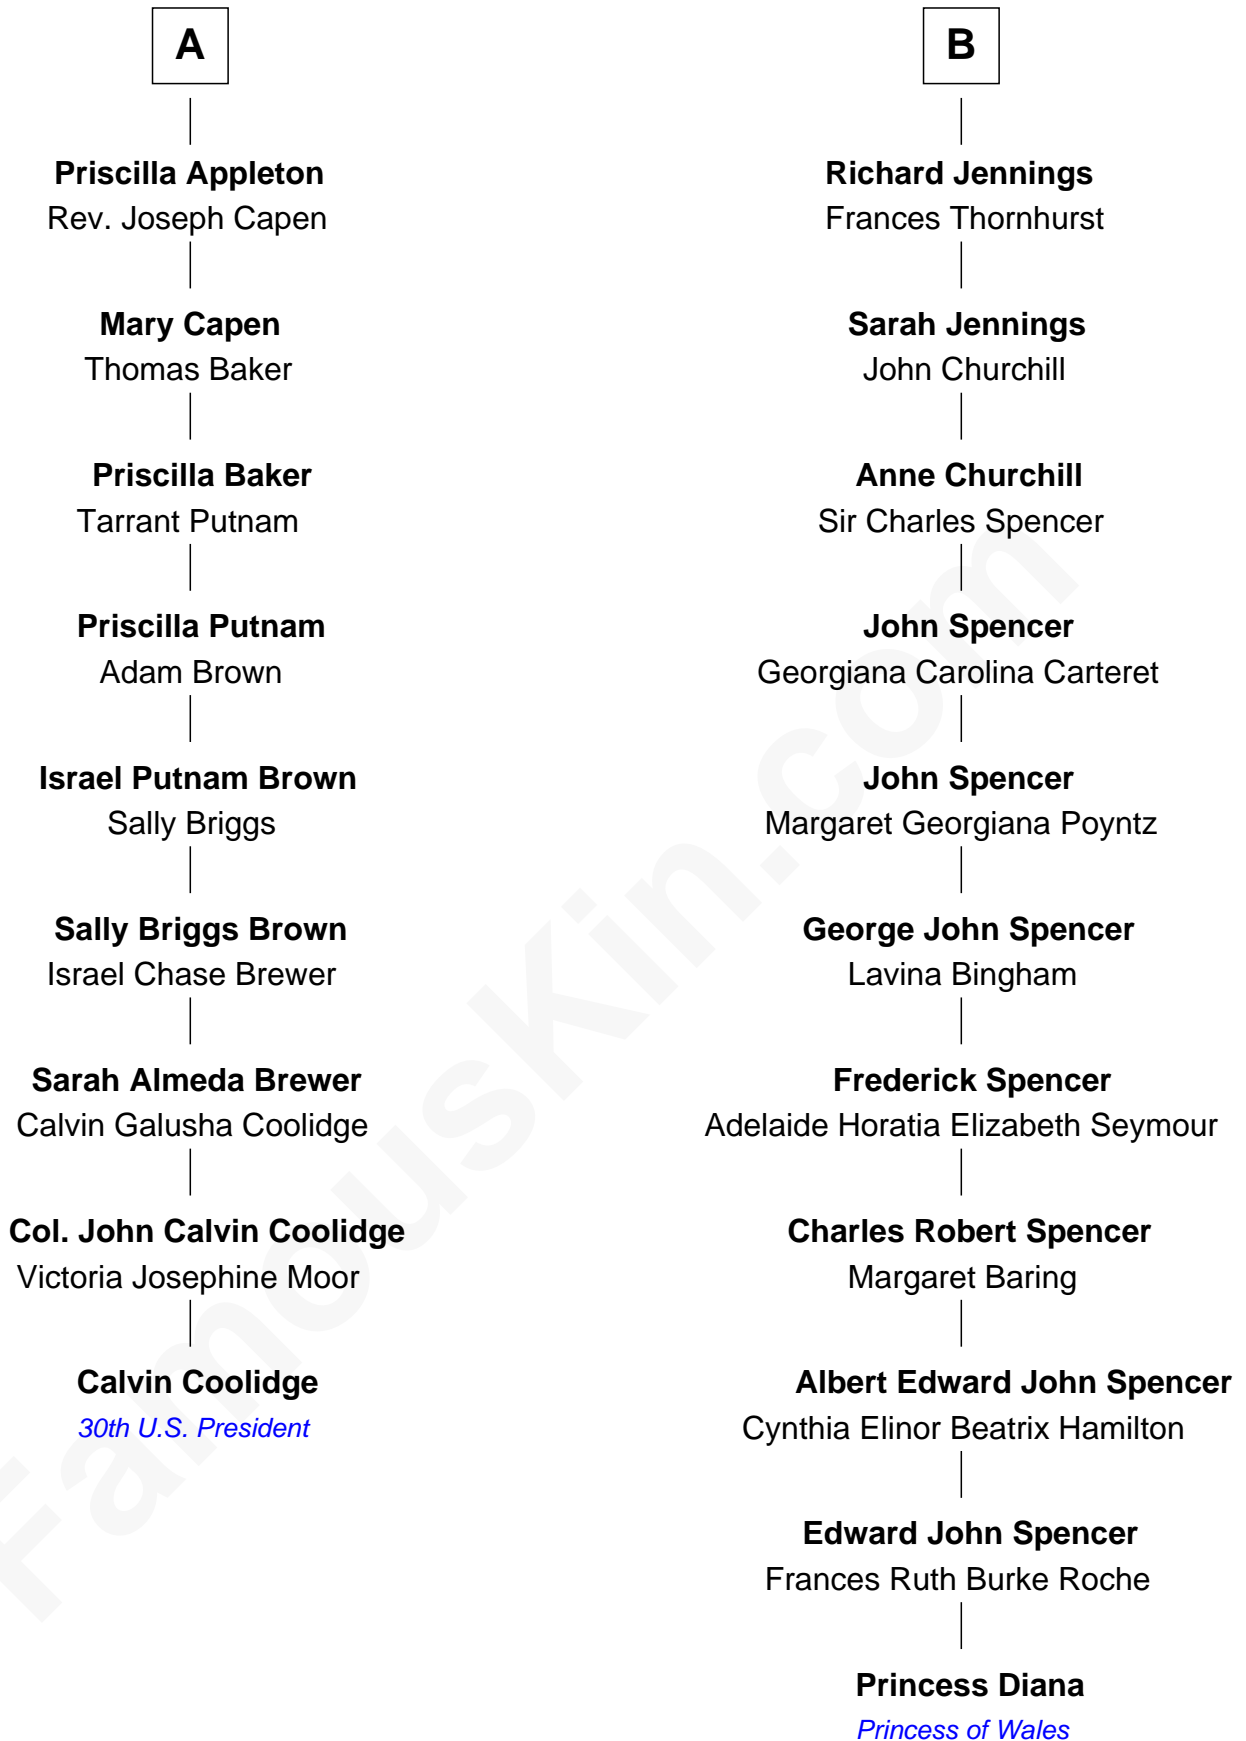 A
Priscilla Appleton
Rev. Joseph Capen
Mary Capen
Thomas Baker
Priscilla Baker
Tarrant Putnam
Priscilla Putnam
Adam Brown
Israel Putnam Brown
Sally Briggs
Sally Briggs Brown
Israel Chase Brewer
Sarah Almeda Brewer
Calvin Galusha Coolidge
Col. John Calvin Coolidge
Victoria Josephine Moor
Calvin Coolidge
30th U.S. President
B
Richard Jennings
Frances Thornhurst
Sarah Jennings
John Churchill
Anne Churchill
Sir Charles Spencer
John Spencer
Georgiana Carolina Carteret
John Spencer
Margaret Georgiana Poyntz
George John Spencer
Lavina Bingham
Frederick Spencer
Adelaide Horatia Elizabeth Seymour
Charles Robert Spencer
Margaret Baring
Albert Edward John Spencer
Cynthia Elinor Beatrix Hamilton
Edward John Spencer
Frances Ruth Burke Roche
Princess Diana
Princess of Wales
FamousKin.com